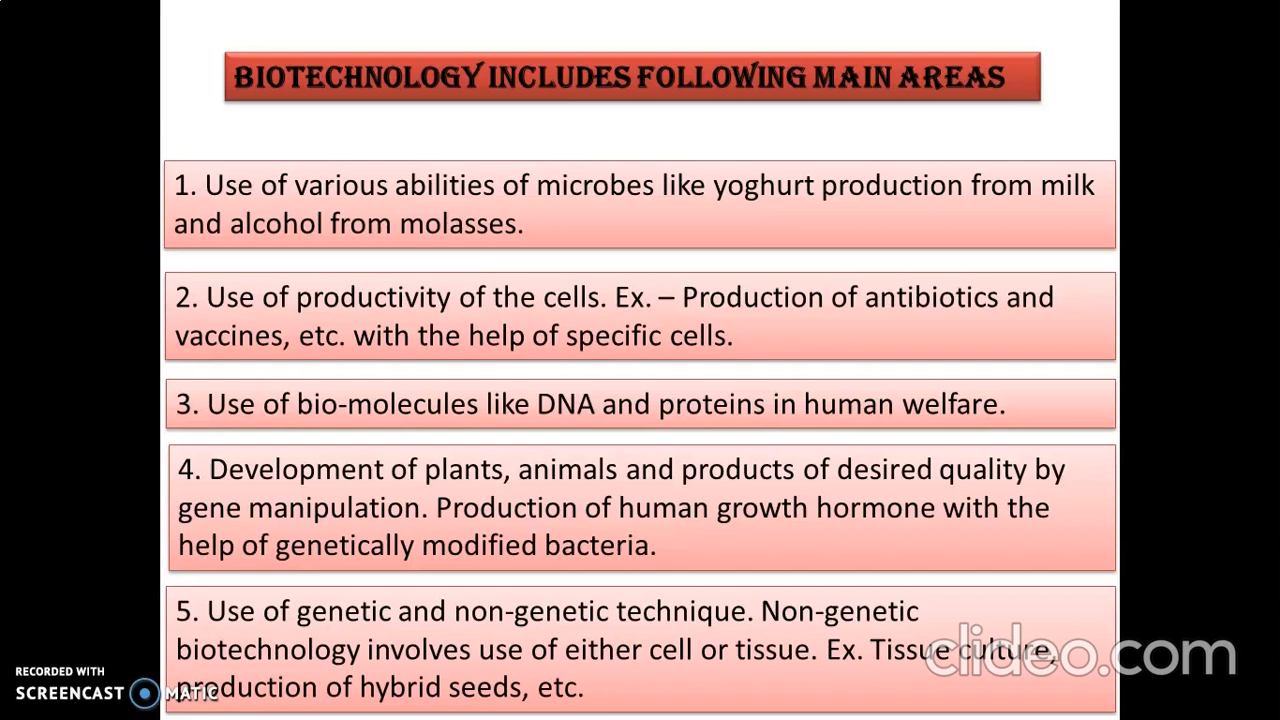 BIOTECHNOLOGY INCLUDES FOLLOWING MAIN AREAS
1. Use of various abilities of microbes like yoghurt production from milk
and alcohol from molasses.
2. Use of productivity of the cells. Ex. – Production of antibiotics and
vaccines, etc. with the help of specific cells.
3. Use of bio-molecules like DNA and proteins in human welfare.
4. Development of plants, animals and products of desired quality by
gene manipulation. Production of human growth hormone with the
help of genetically modified bacteria.
5. Use of genetic and non-genetic technique. Non-genetic
biotechnology involves use of either cell or tissue. Ex. Tissue culture,
production of hybrid seeds, etc.
clideo.com
RECORDED WITH
SCREENCAST MATIC